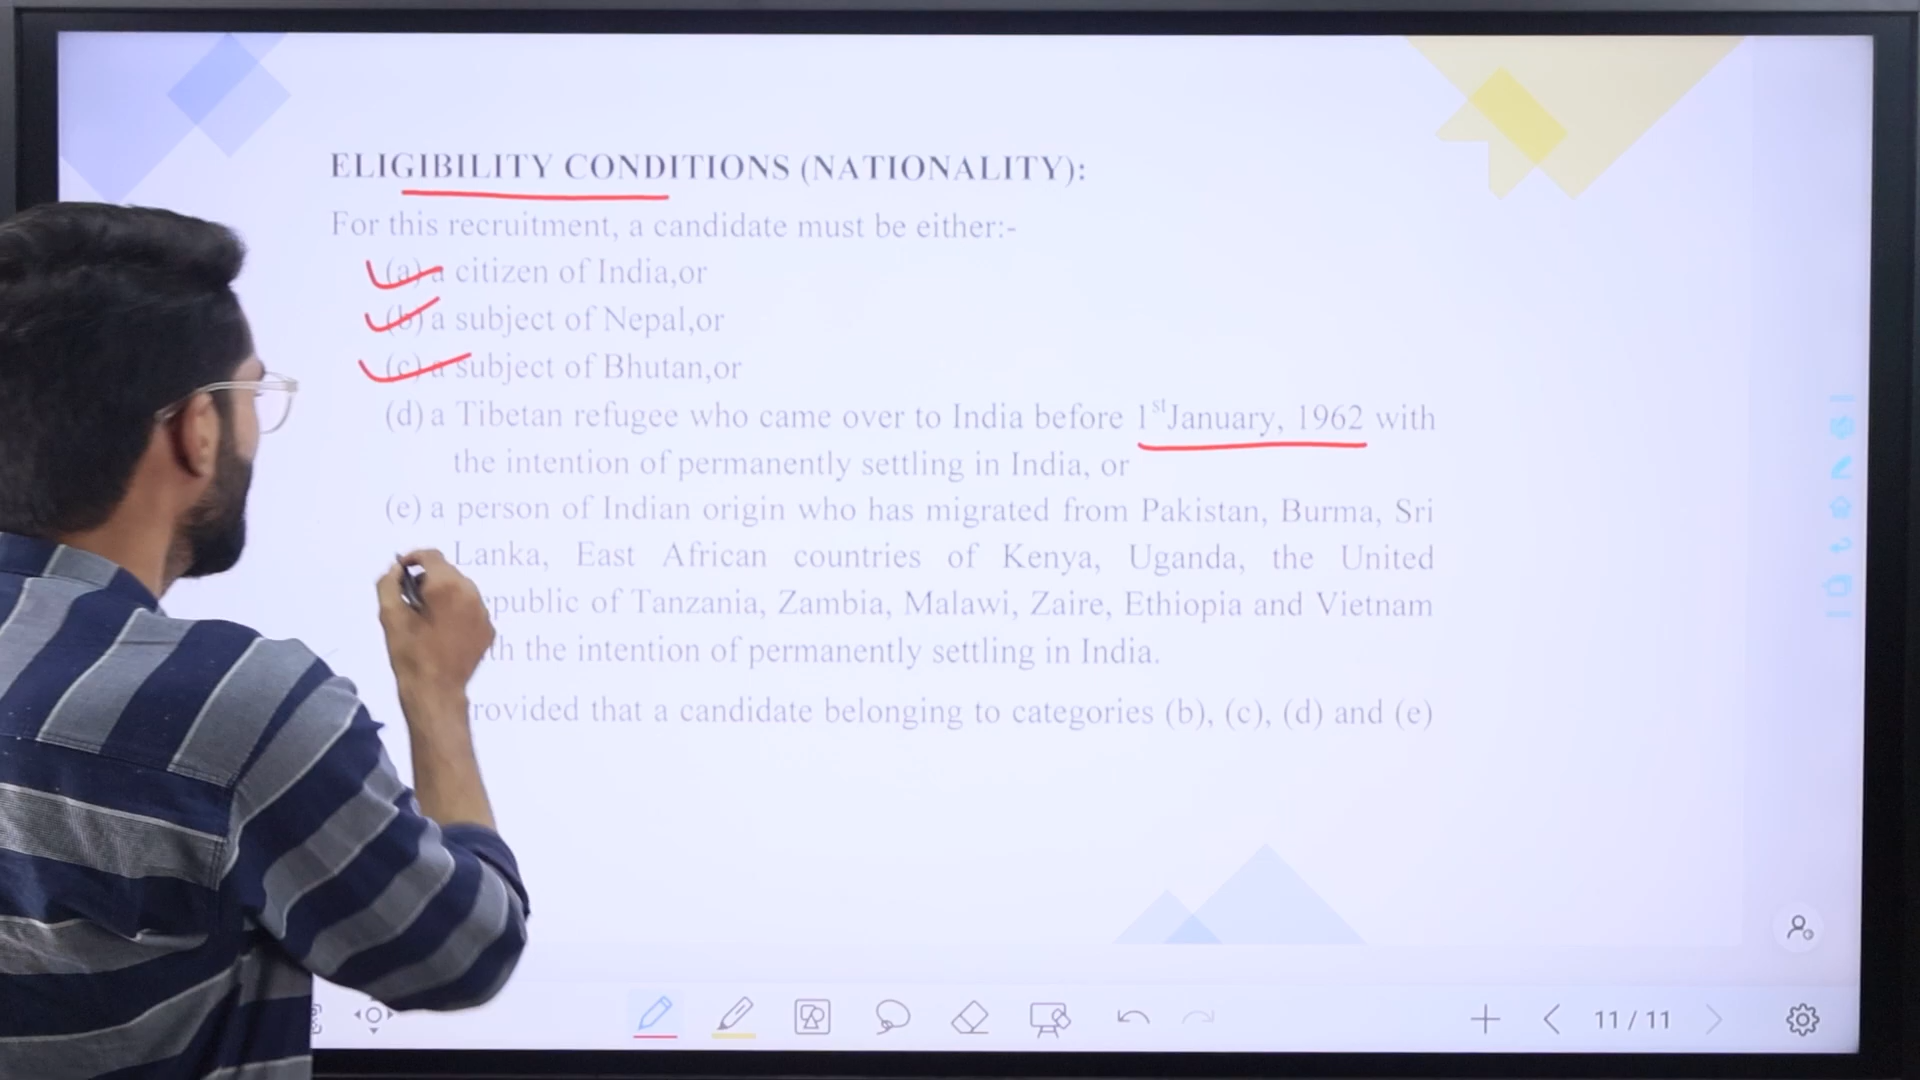 ELIGIBILITY CONDITIONS (NATIONALITY):
For this recruitment, a candidate must be either:-
(a) a citizen of India,or
(b) a subject of Nepal,or
(c) a subject of Bhutan,or
(d) a Tibetan refugee who came over to India before 1st January, 1962 with
the intention of permanently settling in India, or
(e) a person of Indian origin who has migrated from Pakistan, Burma, Sri
Lanka, East African countries of Kenya, Uganda, the United
of Tanzania, Zambia, Malawi, Zaire, Ethiopia and Vietnam
the intention of permanently settling in India.
that a candidate belonging to categories (b), (c), (d) and (e)
11 / 11